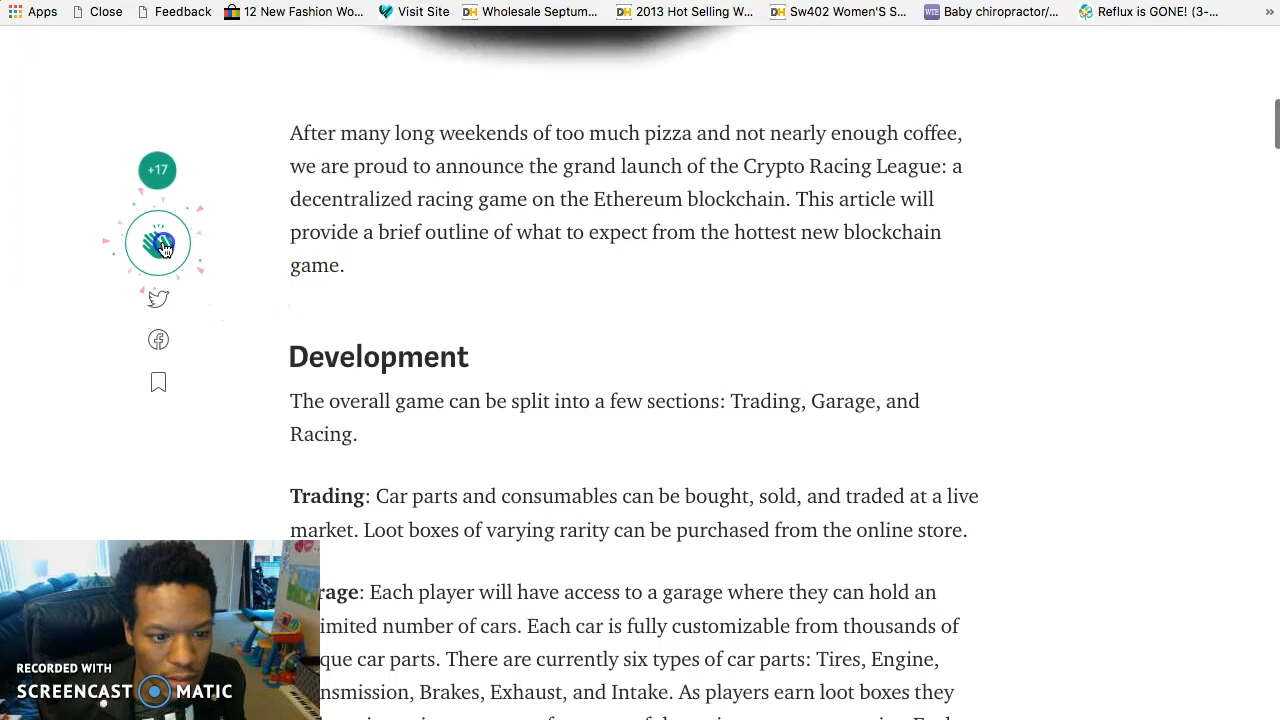 Apps Close Feedback 12 New Fashion Wo... Visit Site Wholesale Septum... 2013 Hot Selling W... Sw402 Women'S S... Baby chiropractor/... Reflux is GONE! (3-... »
After many long weekends of too much pizza and not nearly enough coffee,
we are proud to announce the grand launch of the Crypto Racing League: a
+17
decentralized racing game on the Ethereum blockchain. This article will
provide a brief outline of what to expect from the hottest new blockchain
game.
Development
The overall game can be split into a few sections: Trading, Garage, and
Racing.
Trading: Car parts and consumables can be bought, sold, and traded at a live
market. Loot boxes of varying rarity can be purchased from the online store.
rage: Each player will have access to a garage where they can hold an
limited number of cars. Each car is fully customizable from thousands of
que car parts. There are currently six types of car parts: Tires, Engine,
nsmission, Brakes, Exhaust, and Intake. As players earn loot boxes they
RECORDED WITH
SCREENCAST MATIC